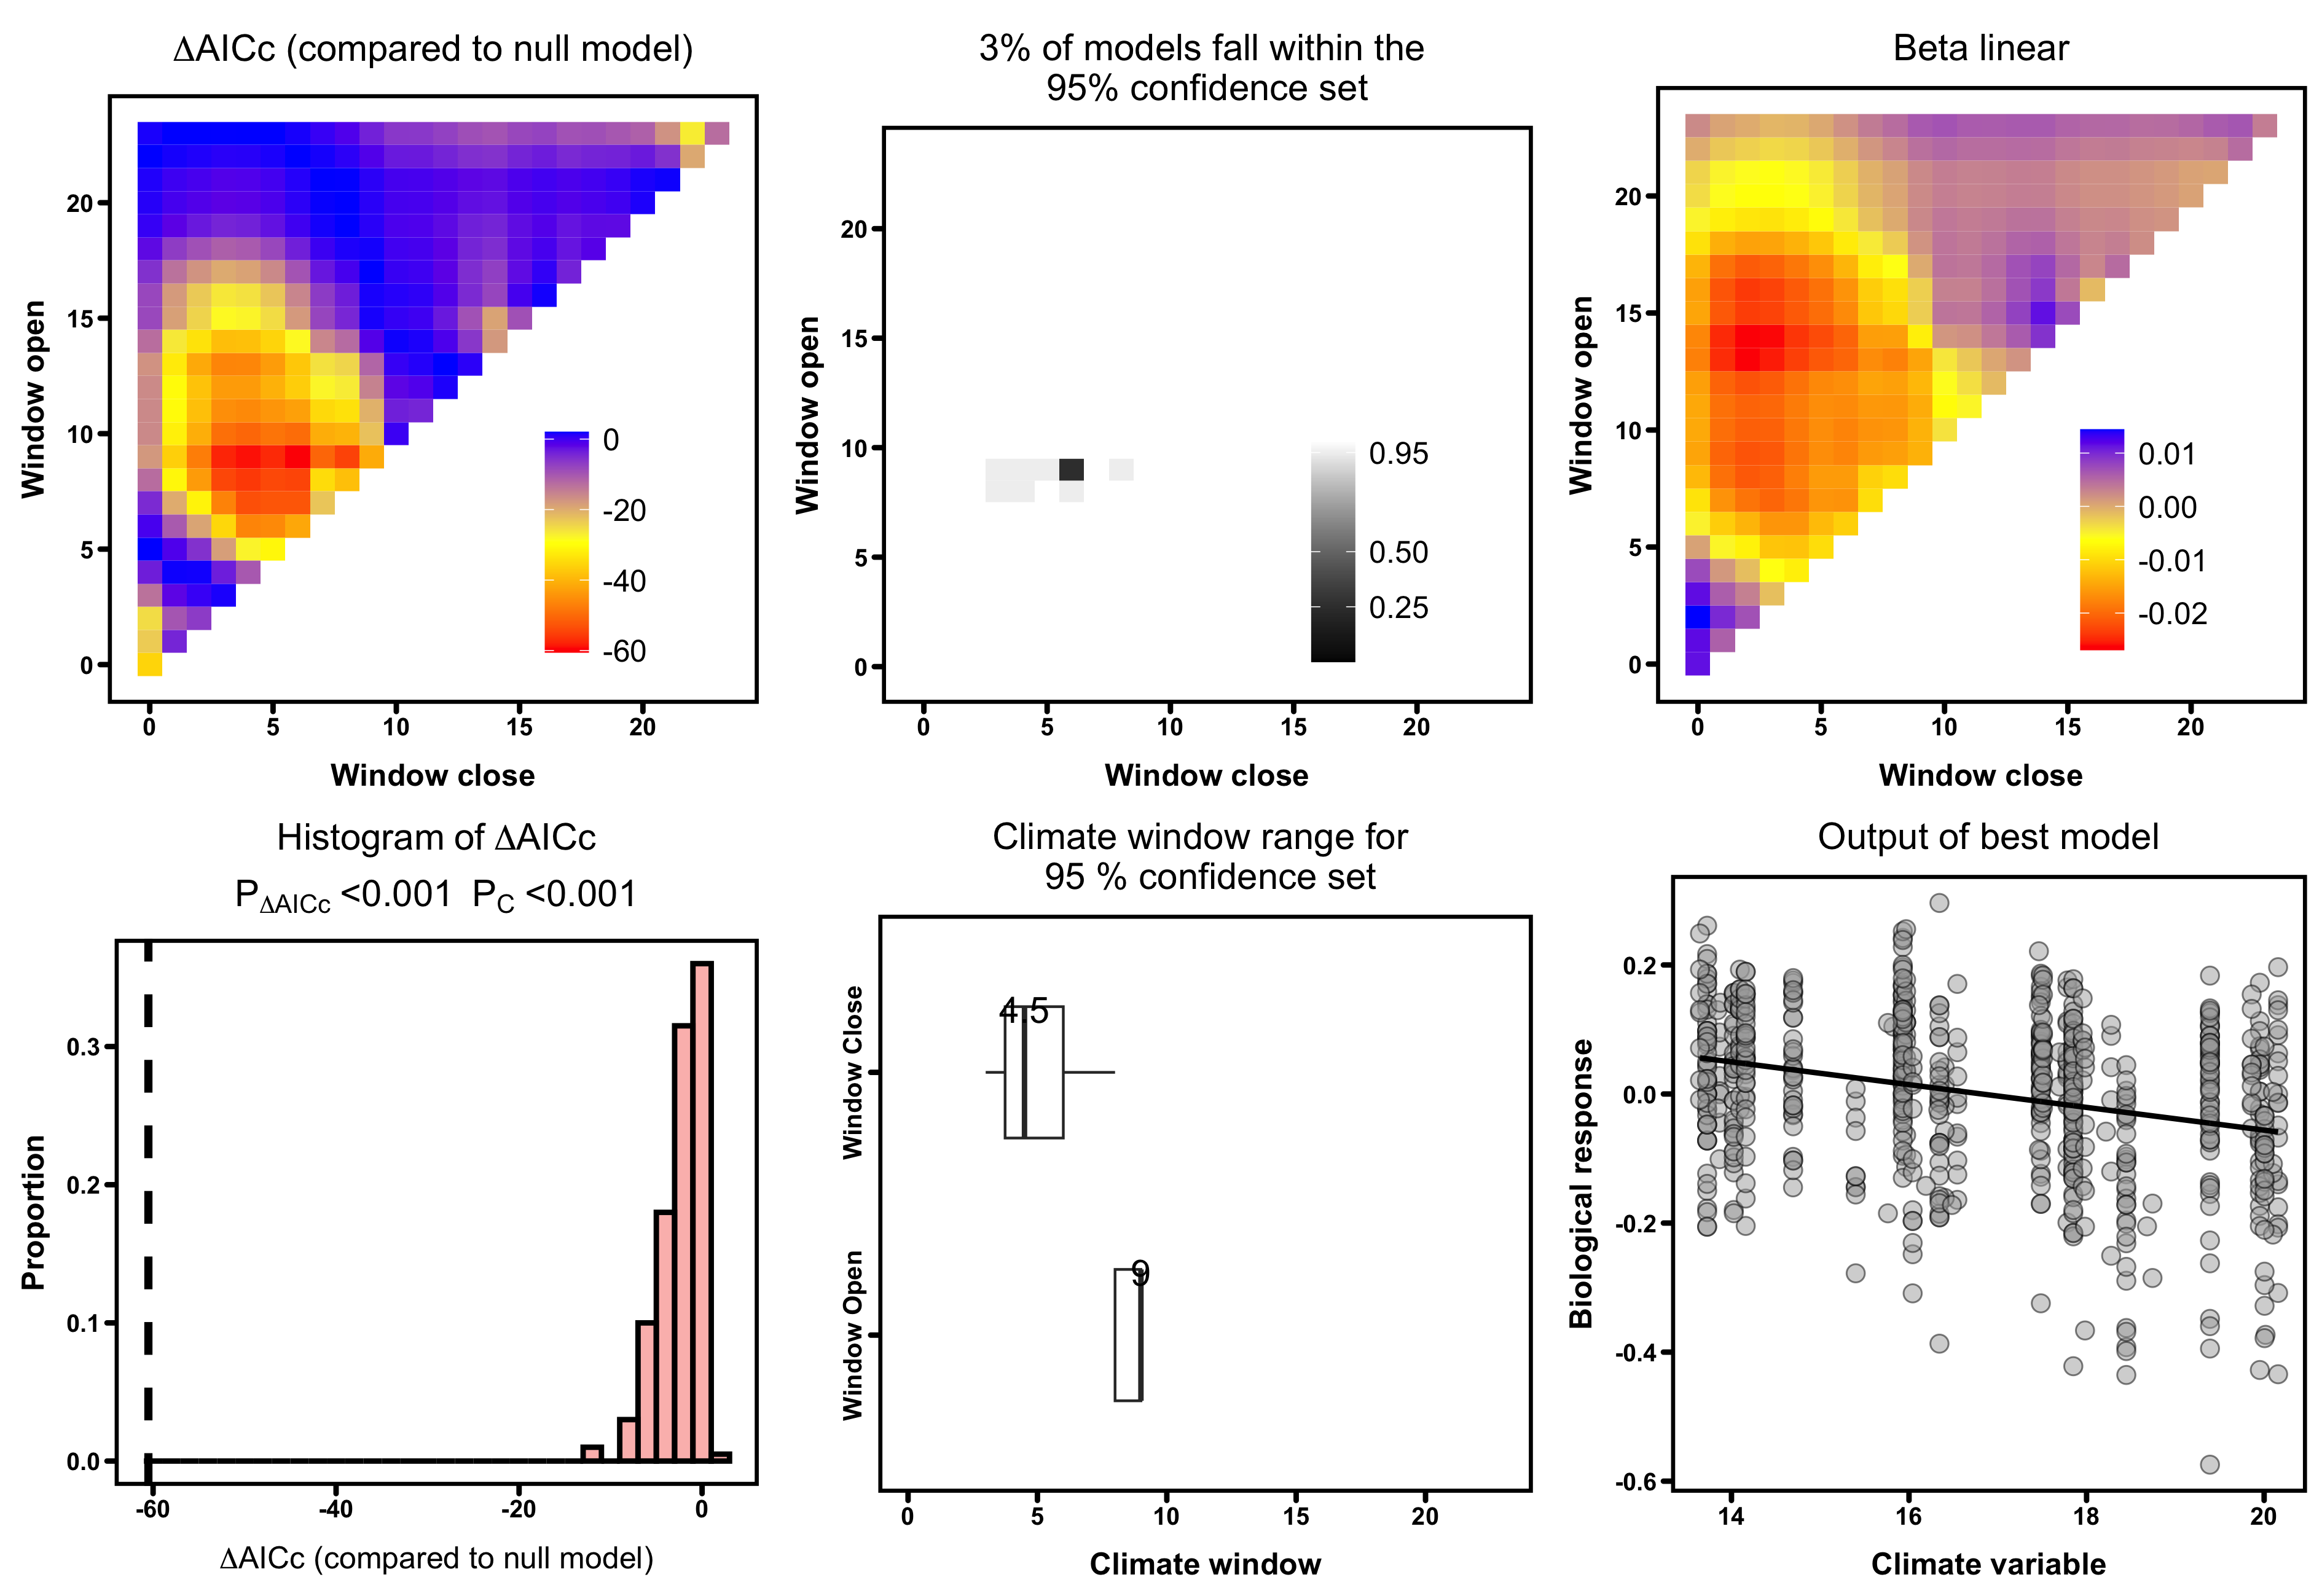 ΔAICc (compared to null model)
Window open
20
15
10
5
0
0
-20
-40
-60
0 5 10 15 20
Window close
3% of models fall within the
95% confidence set
Window open
20
15
10
5
0
0.95
0.50
0.25
0 5 10 15 20
Window close
Beta linear
Window open
20
15
10
5
0
0.01
0.00
-0.01
-0.02
0 5 10 15 20
Window close
Histogram of ΔAICc
PΔAICc <0.001 PC <0.001
Proportion
0.3
0.2
0.1
0.0
-60 -40 -20 0
ΔAICc (compared to null model)
Climate window range for
95 % confidence set
Window Close
4.5
Window Open
9
0 5 10 15 20
Climate window
Output of best model
Biological response
0.2
0.0
-0.2
-0.4
-0.6
14 16 18 20
Climate variable